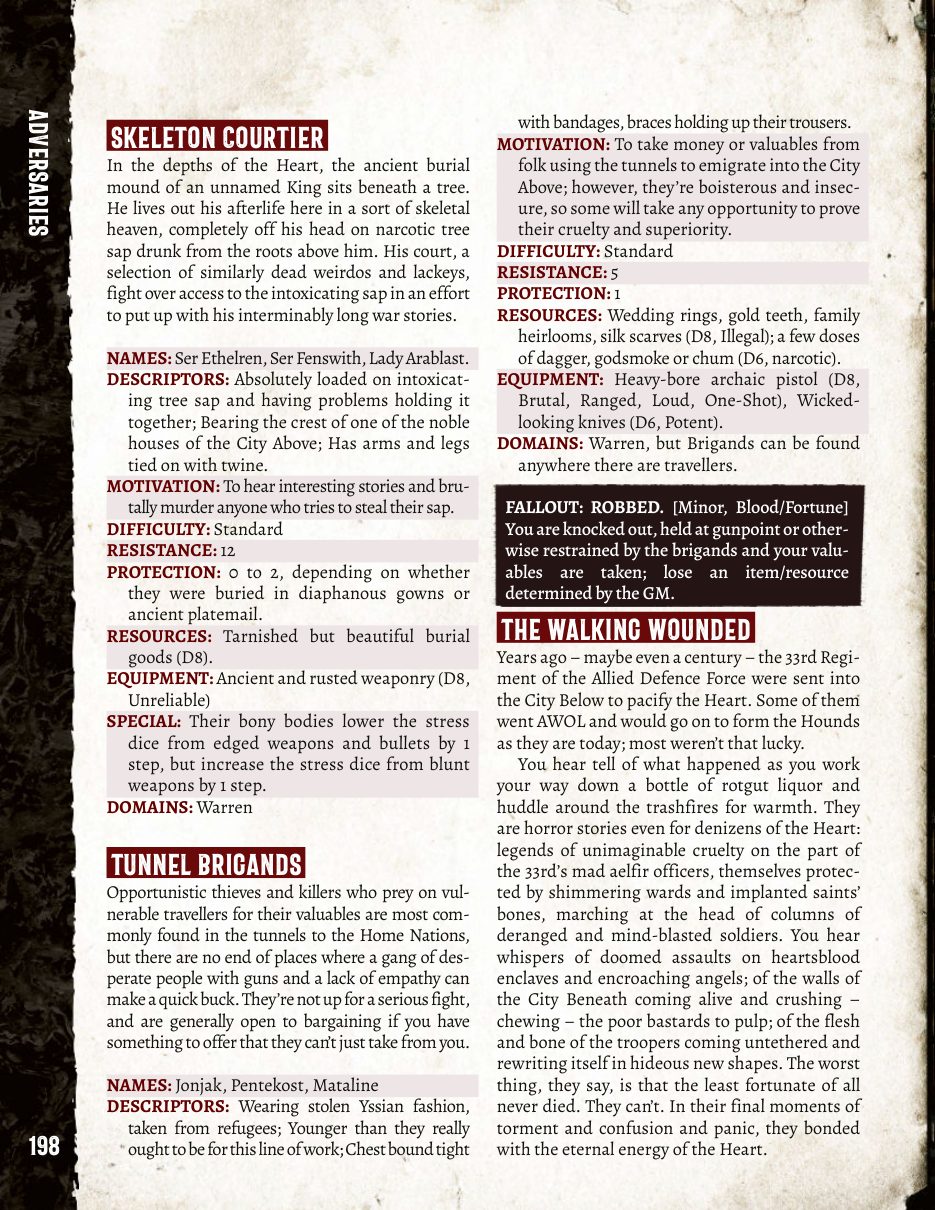 ADVERSARIES
SKELETON COURTIER
In the depths of the Heart, the ancient burial
mound of an unnamed King sits beneath a tree.
He lives out his afterlife here in a sort of skeletal
heaven, completely off his head on narcotic tree
sap drunk from the roots above him. His court, a
selection of similarly dead weirdos and lackeys,
fight over access to the intoxicating sap in an effort
to put up with his interminably long war stories.
NAMES: Ser Ethelren, Ser Fenswith, Lady Arablast.
DESCRIPTORS: Absolutely loaded on intoxicat-
ing tree sap and having problems holding it
together; Bearing the crest of one of the noble
houses of the City Above; Has arms and legs
tied on with twine.
MOTIVATION: To hear interesting stories and bru-
tally murder anyone who tries to steal their sap.
DIFFICULTY: Standard
RESISTANCE: 12
PROTECTION: 0 to 2, depending on whether
they were buried in diaphanous gowns or
ancient platemail.
RESOURCES: Tarnished but beautiful burial
goods (D8).
EQUIPMENT: Ancient and rusted weaponry (D8,
Unreliable)
SPECIAL: Their bony bodies lower the stress
dice from edged weapons and bullets by 1
step, but increase the stress dice from blunt
weapons by 1 step.
DOMAINS: Warren
TUNNEL BRIGANDS
Opportunistic thieves and killers who prey on vul-
nerable travellers for their valuables are most com-
monly found in the tunnels to the Home Nations,
but there are no end of places where a gang of des-
perate people with guns and a lack of empathy can
make a quick buck. They're not up for a serious fight,
and are generally open to bargaining if you have
something to offer that they can't just take from you.
NAMES: Jonjak, Pentekost, Mataline
DESCRIPTORS: Wearing stolen Yssian fashion,
taken from refugees; Younger than they really
ought to be for this line of work; Chest bound tight
with bandages, braces holding up their trousers.
MOTIVATION: To take money or valuables from
folk using the tunnels to emigrate into the City
Above; however, they're boisterous and insec-
ure, so some will take any opportunity to prove
their cruelty and superiority.
DIFFICULTY: Standard
RESISTANCE: 5
PROTECTION: 1
RESOURCES: Wedding rings, gold teeth, family
heirlooms, silk scarves (D8, Illegal); a few doses
of dagger, godsmoke or chum (D6, narcotic).
EQUIPMENT: Heavy-bore archaic pistol (D8,
Brutal, Ranged, Loud, One-Shot), Wicked-
looking knives (D6, Potent).
DOMAINS: Warren, but Brigands can be found
anywhere there are travellers.
FALLOUT: ROBBED. [Minor, Blood/Fortune]
You are knocked out, held at gunpoint or other-
wise restrained by the brigands and your valu-
ables are taken; lose an item/resource
determined by the GM.
THE WALKING WOUNDED
Years ago – maybe even a century – the 33rd Regi-
ment of the Allied Defence Force were sent into
the City Below to pacify the Heart. Some of them
went AWOL and would go on to form the Hounds
as they are today; most weren't that lucky.
You hear tell of what happened as you work
your way down a bottle of rotgut liquor and
huddle around the trashfires for warmth. They
are horror stories even for denizens of the Heart:
legends of unimaginable cruelty on the part of
the 33rd's mad aelfir officers, themselves protec-
ted by shimmering wards and implanted saints'
bones, marching at the head of columns of
deranged and mind-blasted soldiers. You hear
whispers of doomed assaults on heartsblood
enclaves and encroaching angels; of the walls of
the City Beneath coming alive and crushing –
chewing – the poor bastards to pulp; of the flesh
and bone of the troopers coming untethered and
rewriting itself in hideous new shapes. The worst
thing, they say, is that the least fortunate of all
never died. They can't. In their final moments of
torment and confusion and panic, they bonded
with the eternal energy of the Heart.
198